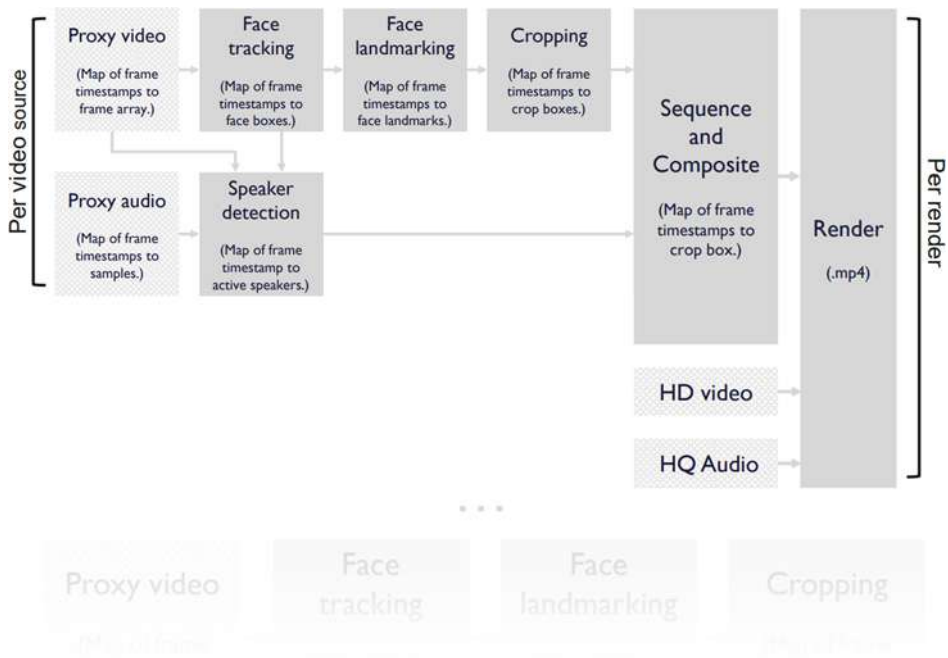 Per video source
Proxy video
(Map of frame
timestamps to
frame array.)
Face
tracking
(Map of frame
timestamps to
face boxes.)
Face
landmarking
(Map of frame
timestamps to
face landmarks.)
Cropping
(Map of frame
timestamps to
crop boxes.)
Proxy audio
(Map of frame
timestamps to
samples.)
Speaker
detection
(Map of frame
timestamp to
active speakers.)
Sequence
and
Composite
(Map of frame
timestamps to
crop box.)
Render
(.mp4)
Per render
HD video
HQ Audio
...
Proxy video
Face
tracking
Face
landmarking
Cropping